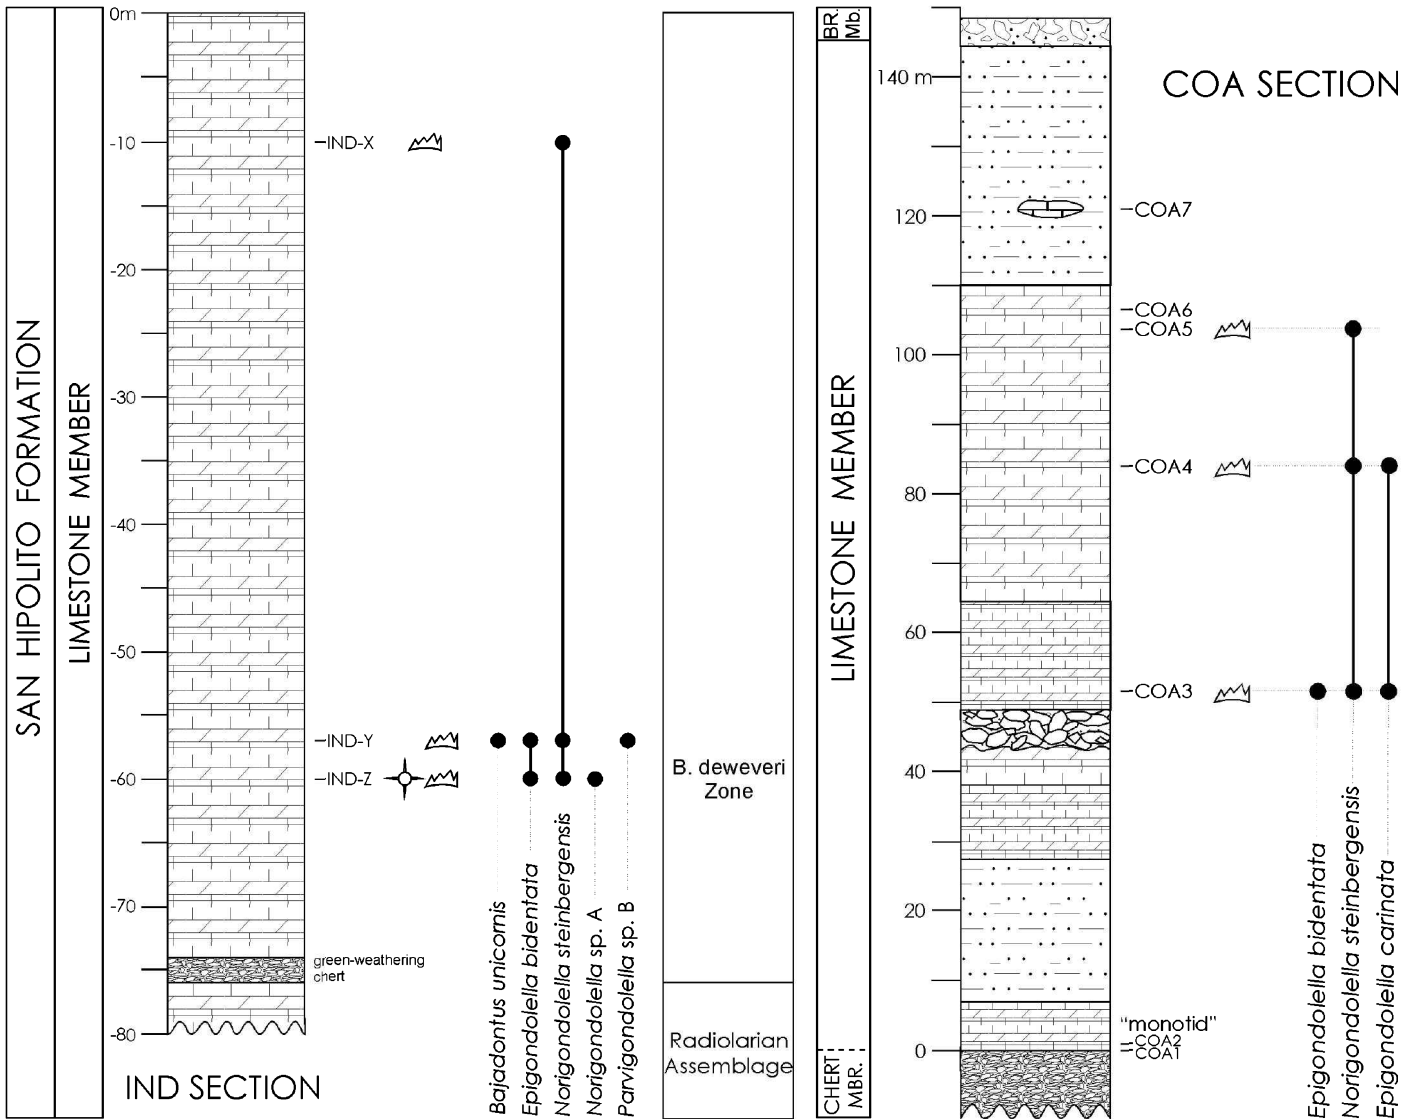 SAN HIPOLITO FORMATION
LIMESTONE MEMBER
0m
-10
-20
-30
-40
-50
-60
-70
-80
IND-X
IND-Y
IND-Z
green-weathering
chert
IND SECTION
Bajadontus unicornis
Epigondolella bidentata
Norigondolella steinbergensis
Norigondolella sp. A
Parvigondolella sp. B
B. deweveri
Zone
Radiolarian
Assemblage
BR.
Mb.
LIMESTONE MEMBER
CHERT
MBR.
140 m
120
100
80
60
40
20
0
COA SECTION
COA7
COA6
COA5
COA4
COA3
"monotid"
COA2
COA1
Epigondolella bidentata
Norigondolella steinbergensis
Epigondolella carinata